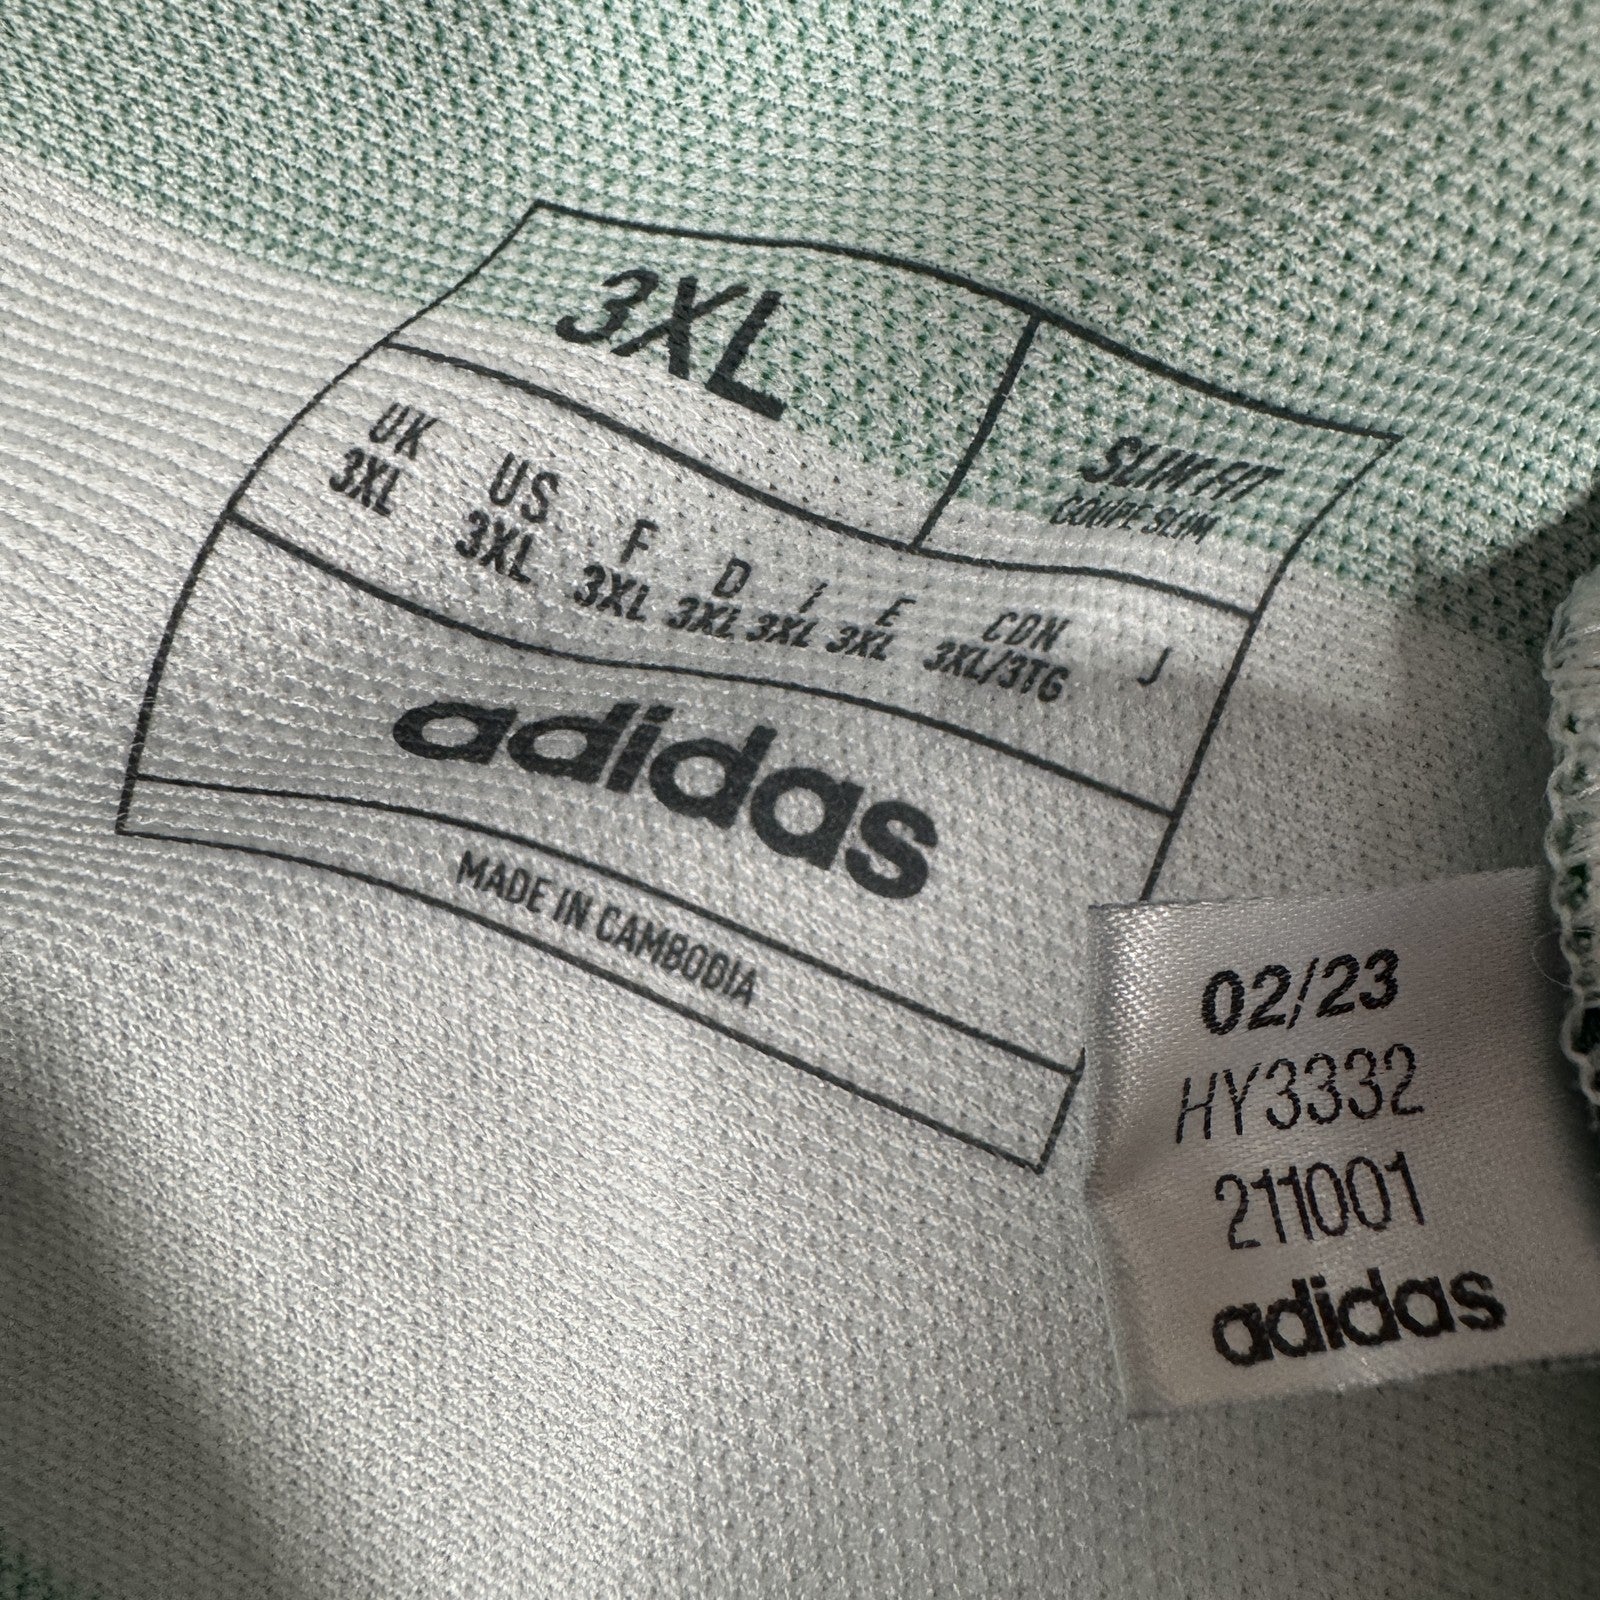 3XL
SLIM FIT
COUPE SLIM
UK US F D I E CDN J
3XL 3XL 3XL 3XL 3XL 3XL 3XL/3TG
adidas
MADE IN CAMBODIA
02/23
HY3332
211001
adidas